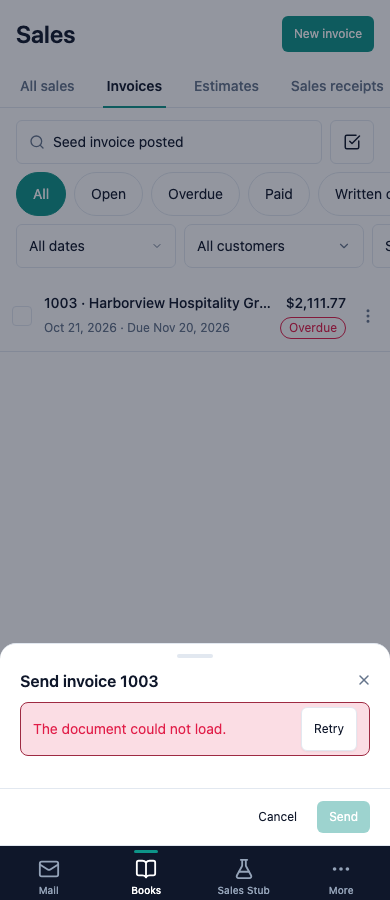 Sales
New invoice
All sales
Invoices
Estimates
Sales receipts
Seed invoice posted
All
Open
Overdue
Paid
Written
All dates
All customers
1003 · Harborview Hospitality Gr...
$2,111.77
Oct 21, 2026 · Due Nov 20, 2026
Overdue
Send invoice 1003
The document could not load.
Retry
Cancel
Send
Mail
Books
Sales Stub
More